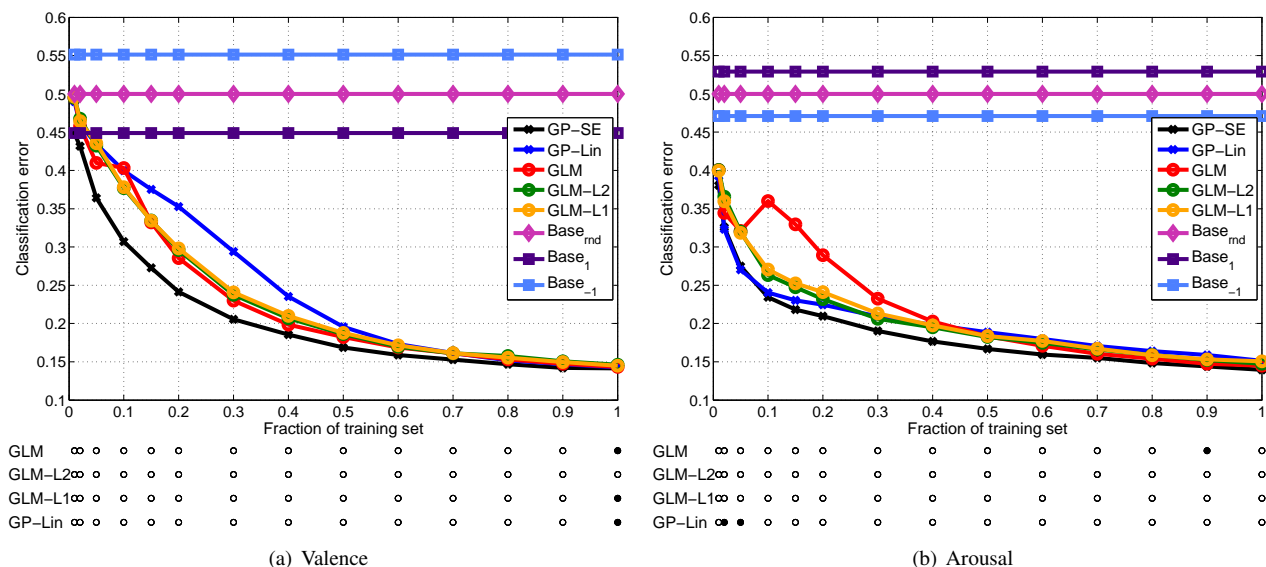 0.6
0.55
0.5
0.45
0.4
0.35
0.3
0.25
0.2
0.15
0.1
Classification error
0 0.1 0.2 0.3 0.4 0.5 0.6 0.7 0.8 0.9 1
Fraction of training set
GP−SE
GP−Lin
GLM
GLM−L2
GLM−L1
Base_rnd
Base_1
Base_−1
GLM
GLM−L2
GLM−L1
GP−Lin
(a) Valence
0.6
0.55
0.5
0.45
0.4
0.35
0.3
0.25
0.2
0.15
0.1
Classification error
0 0.1 0.2 0.3 0.4 0.5 0.6 0.7 0.8 0.9 1
Fraction of training set
GP−SE
GP−Lin
GLM
GLM−L2
GLM−L1
Base_rnd
Base_1
Base_−1
GLM
GLM−L2
GLM−L1
GP−Lin
(b) Arousal